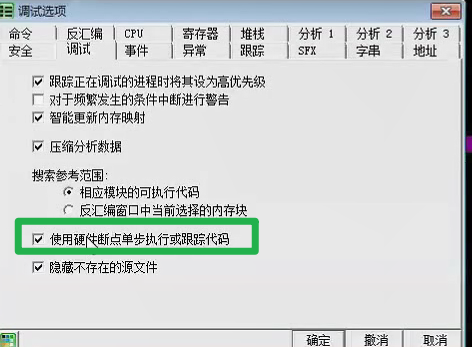 调试选项
命令 反汇编 CPU 寄存器 堆栈 分析 1 分析 2 分析 3
安全 调试 事件 异常 跟踪 SFX 字串 地址
跟踪正在调试的进程时将其设为高优先级
对于频繁发生的条件中断进行警告
智能更新内存映射
压缩分析数据
搜索参考范围:
相应模块的可执行代码
反汇编窗口中当前选择的内存块
使用硬件断点单步执行或跟踪代码
隐藏不存在的源文件
确定 撤消 取消